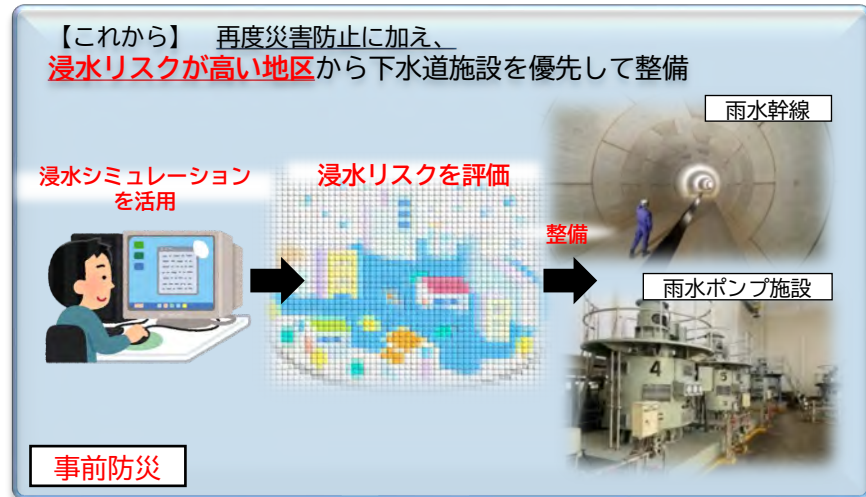 【これから】 再度災害防止に加え、
浸水リスクが高い地区から下水道施設を優先して整備
雨水幹線
浸水シミュレーション
を活用
浸水リスクを評価
整備
雨水ポンプ施設
4
5
事前防災